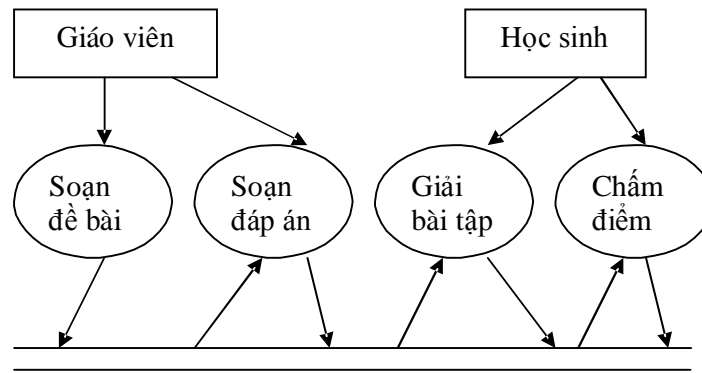 Giáo viên
Học sinh
Soạn
đề bài
Soạn
đáp án
Giải
bài tập
Chấm
điểm